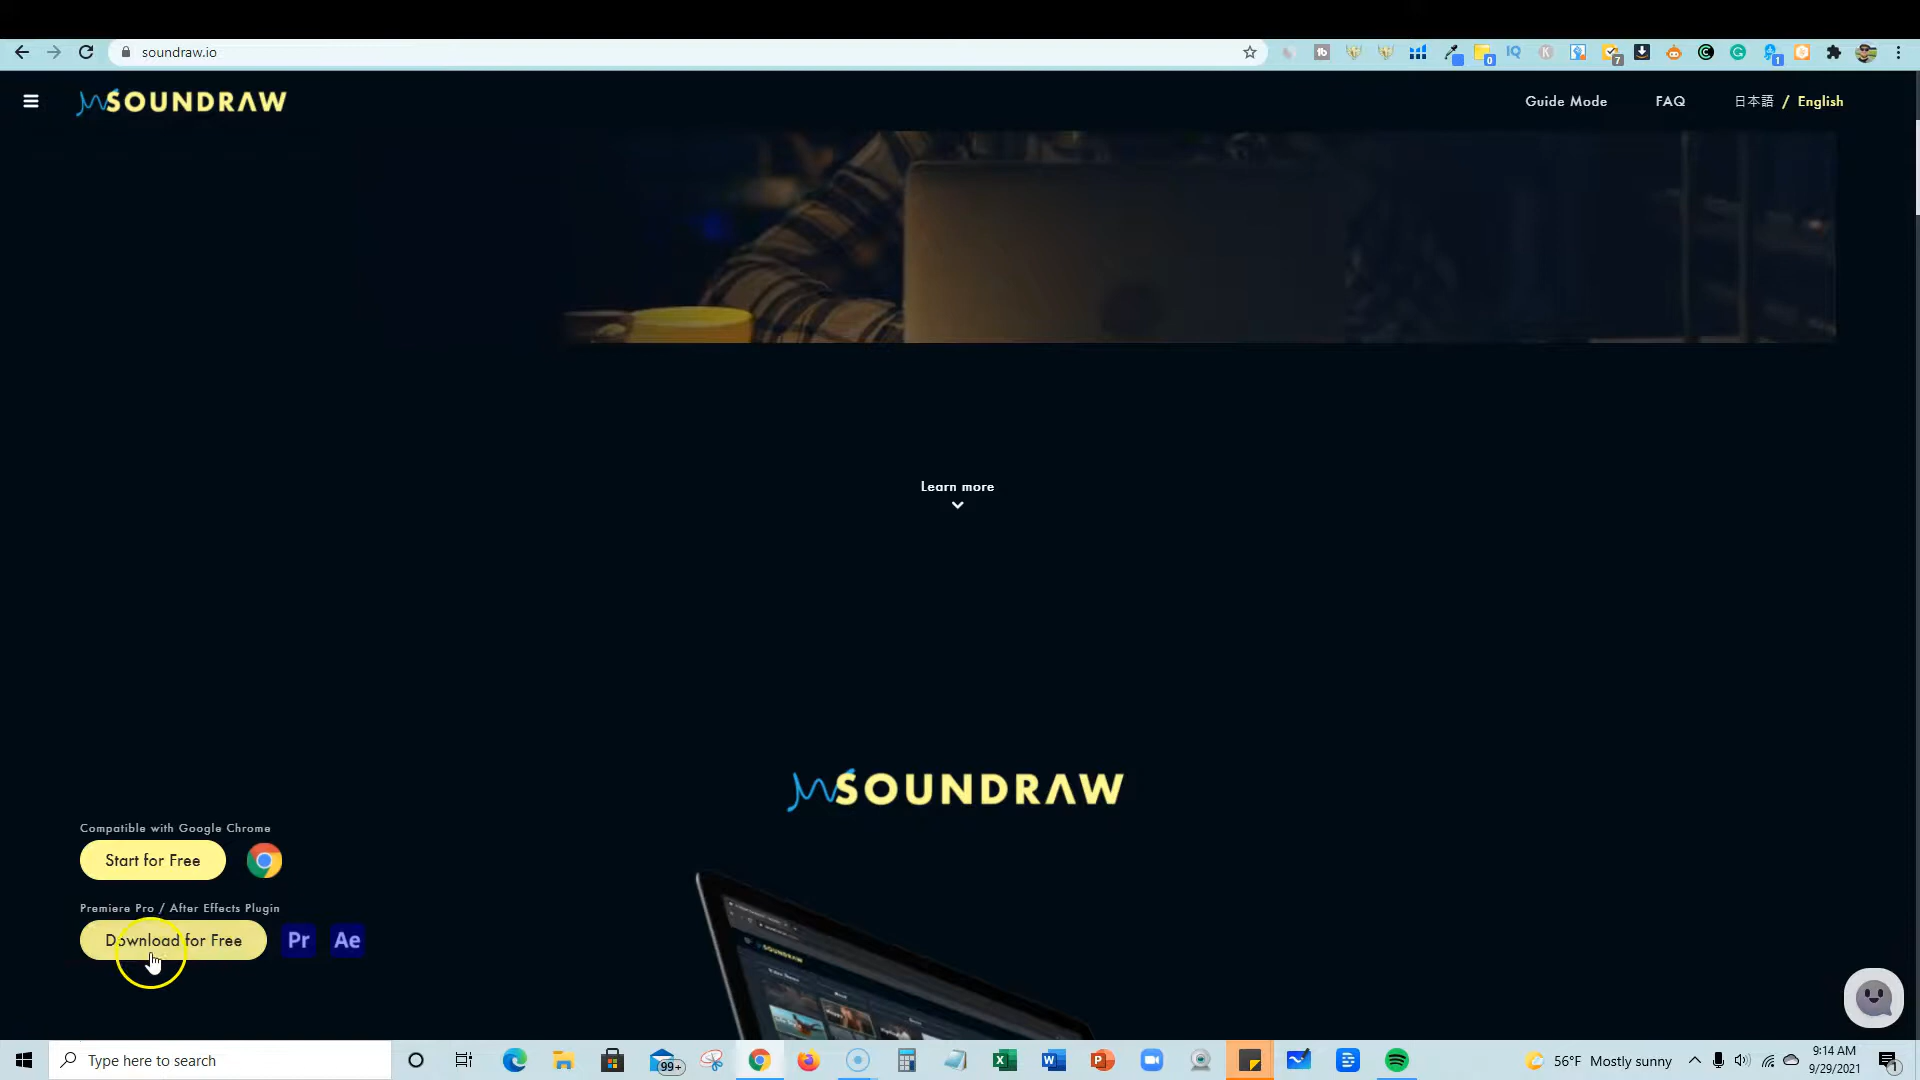 soundraw.io
SOUNDRAW
Guide Mode
FAQ
日本語 / English
Learn more
SOUNDRAW
Compatible with Google Chrome
Start for Free
Premiere Pro / After Effects Plugin
Download for Free
Pr
Ae
Type here to search
99+
56°F Mostly sunny
9:14 AM
9/29/2021